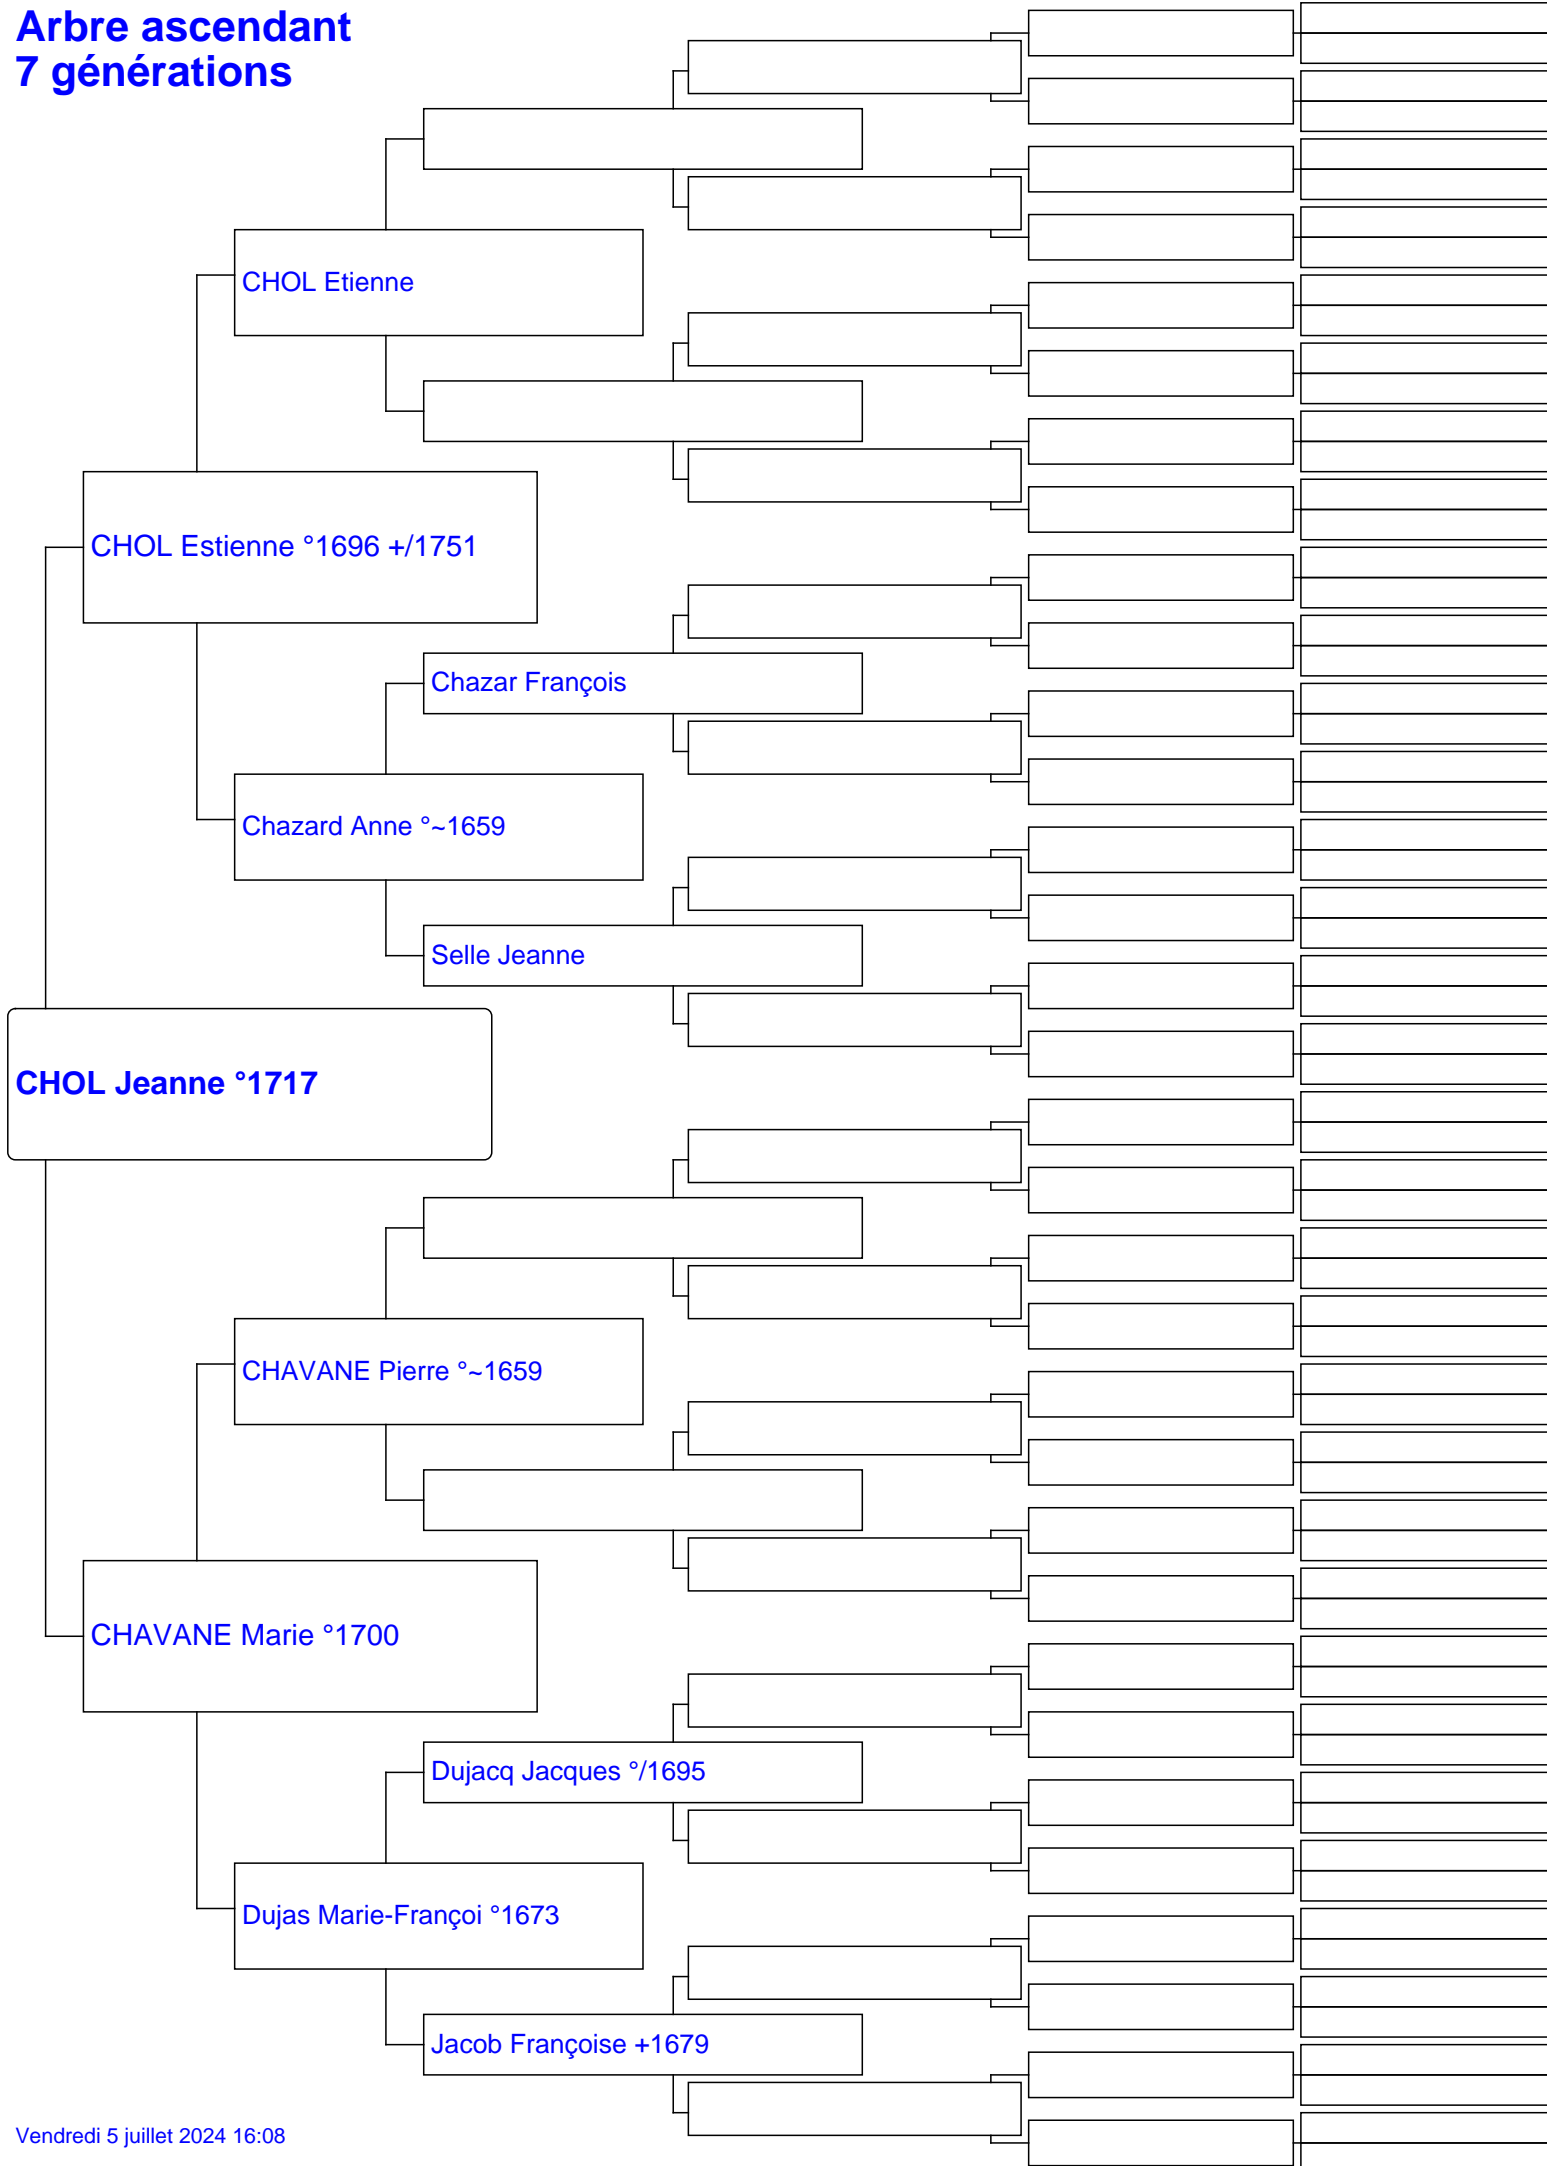 Arbre ascendant
7 générations
CHOL Etienne
CHOL Estienne °1696 +/1751
Chazar François
Chazard Anne °~1659
Selle Jeanne
CHOL Jeanne °1717
CHAVANE Pierre °~1659
CHAVANE Marie °1700
Dujacq Jacques °/1695
Dujas Marie-Françoi °1673
Jacob Françoise +1679
Vendredi 5 juillet 2024 16:08